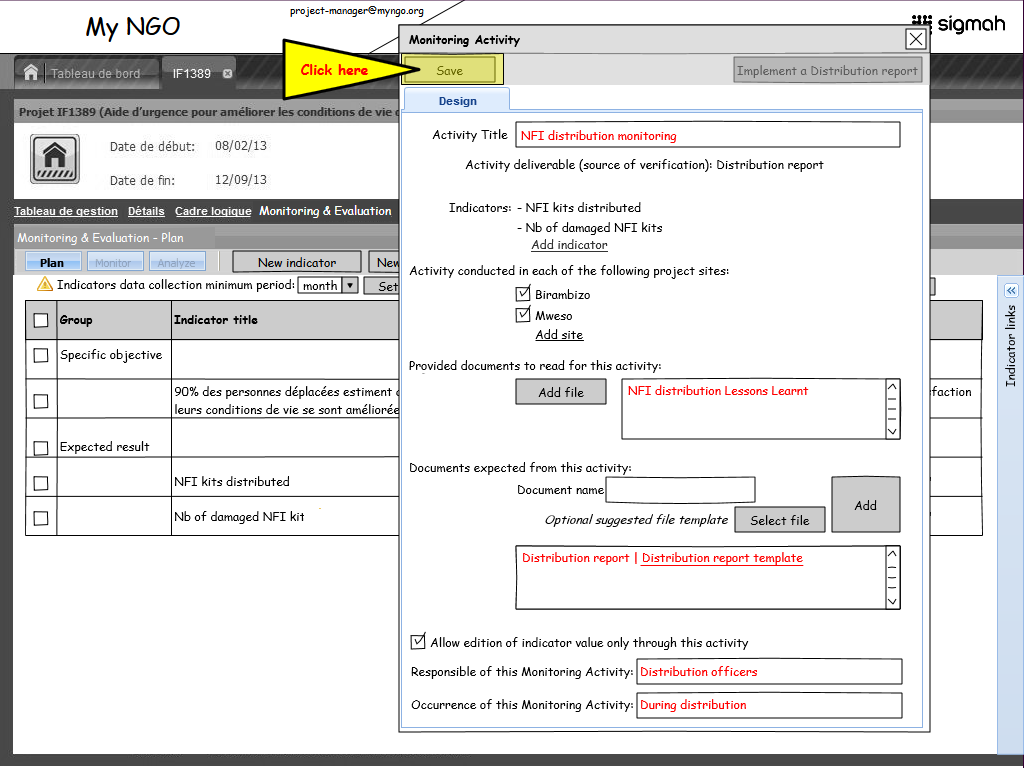 project-manager@myngo.org
My NGO
sigmah
Monitoring Activity
Click here
Save
Implement a Distribution report
Tableau de bord
IF1389
Design
Projet IF1389 (Aide d'urgence pour améliorer les conditions de vie
Activity Title
NFI distribution monitoring
Date de début:
08/02/13
Activity deliverable (source of verification): Distribution report
Date de fin:
12/09/13
Indicators:
- NFI kits distributed
- Nb of damaged NFI kits
Add indicator
Tableau de gestion
Détails
Cadre logique
Monitoring & Evaluation
Monitoring & Evaluation - Plan
Plan
Monitor
Analyze
New indicator
New
Indicators data collection minimum period:
month
Set
Activity conducted in each of the following project sites:
Birambizo
Mweso
Add site
Indicator links
Group
Indicator title
Specific objective
90% des personnes déplacées estiment
leurs conditions de vie se sont améliorée
faction
Expected result
NFI kits distributed
Nb of damaged NFI kit
Provided documents to read for this activity:
Add file
NFI distribution Lessons Learnt
Documents expected from this activity:
Document name
Optional suggested file template
Select file
Add
Distribution report | Distribution report template
Allow edition of indicator value only through this activity
Responsible of this Monitoring Activity:
Distribution officers
Occurrence of this Monitoring Activity:
During distribution